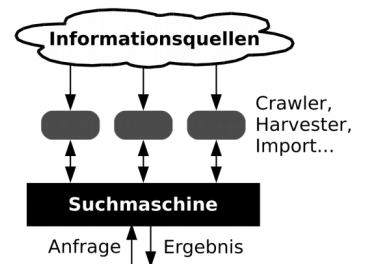 Informationsquellen
Crawler,
Harvester,
Import...
Suchmaschine
Anfrage Ergebnis